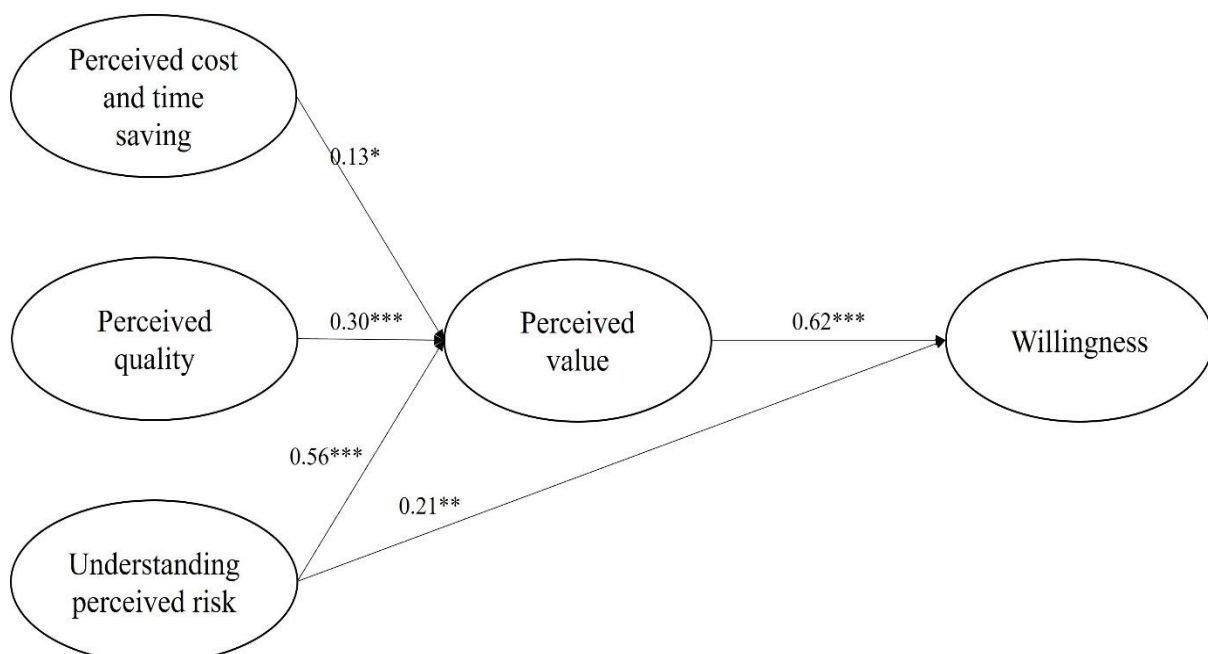 Perceived cost
and time
saving
0.13*
Perceived
quality
0.30***
Perceived
value
0.62***
Willingness
0.56***
0.21**
Understanding
perceived risk